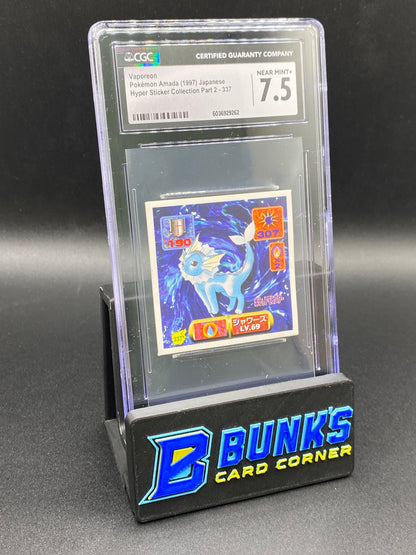 CGC
CERTIFIED GUARANTY COMPANY
Vaporeon
Pokémon Amada (1997) Japanese
Hyper Sticker Collection Part 2 - 337
NEAR MINT+
7.5
6036929262
190
307
シャワーズ
LV.69
BUNK'S
CARD CORNER